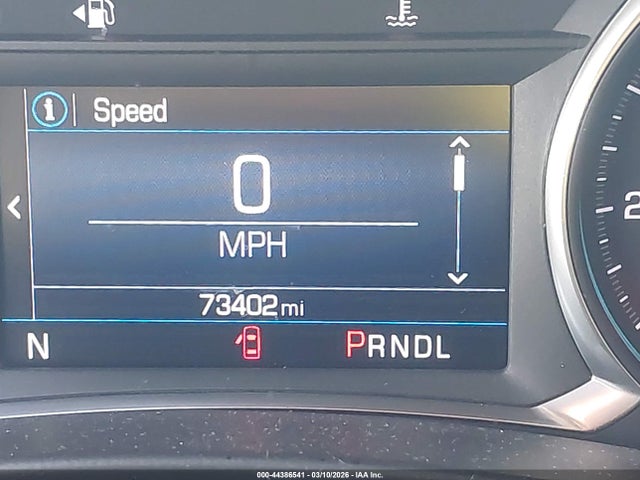 Speed
0
MPH
73402 mi
N PRNDL
2
000-44386541 - 03/10/2026 - IAA Inc.